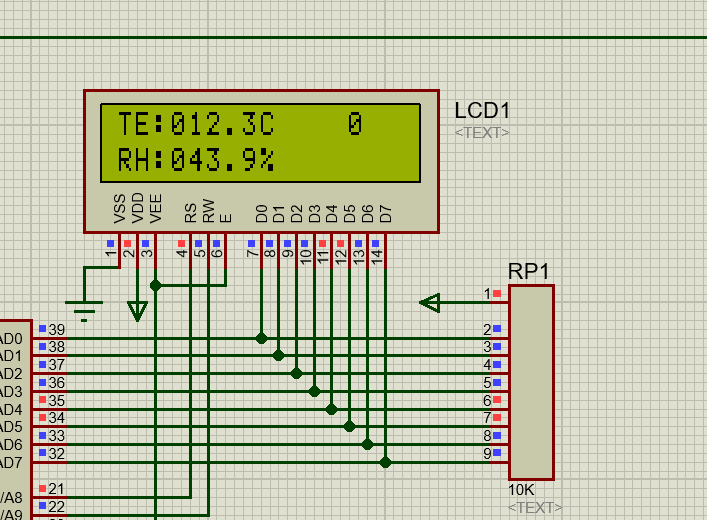 LCD1
<TEXT>
TE:012.3C 0
RH:043.9%
VSS VDD VEE RS RW E D0 D1 D2 D3 D4 D5 D6 D7
1 2 3 4 5 6 7 8 9 10 11 12 13 14
RP1
1
39 2
AD0
38 3
AD1
37 4
AD2
36 5
AD3
35 6
AD4
34 7
AD5
33 8
AD6
32 9
AD7
21
/A8
22
/A9
10K
<TEXT>